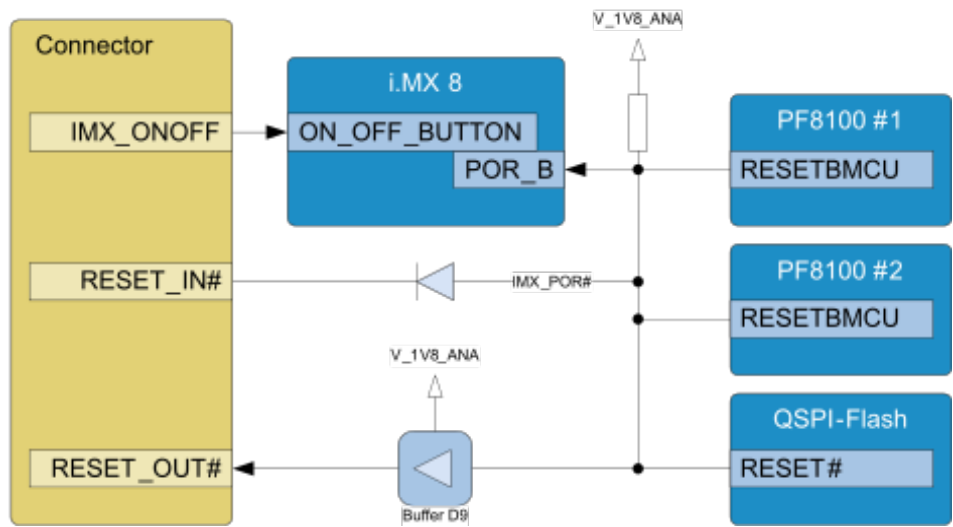 V_1V8_ANA
Connector
i.MX 8
PF8100 #1
IMX_ONOFF
ON_OFF_BUTTON
POR_B
RESETBMCU
PF8100 #2
RESET_IN#
IMX_POR#
RESETBMCU
V_1V8_ANA
QSPI-Flash
RESET_OUT#
RESET#
Buffer D9